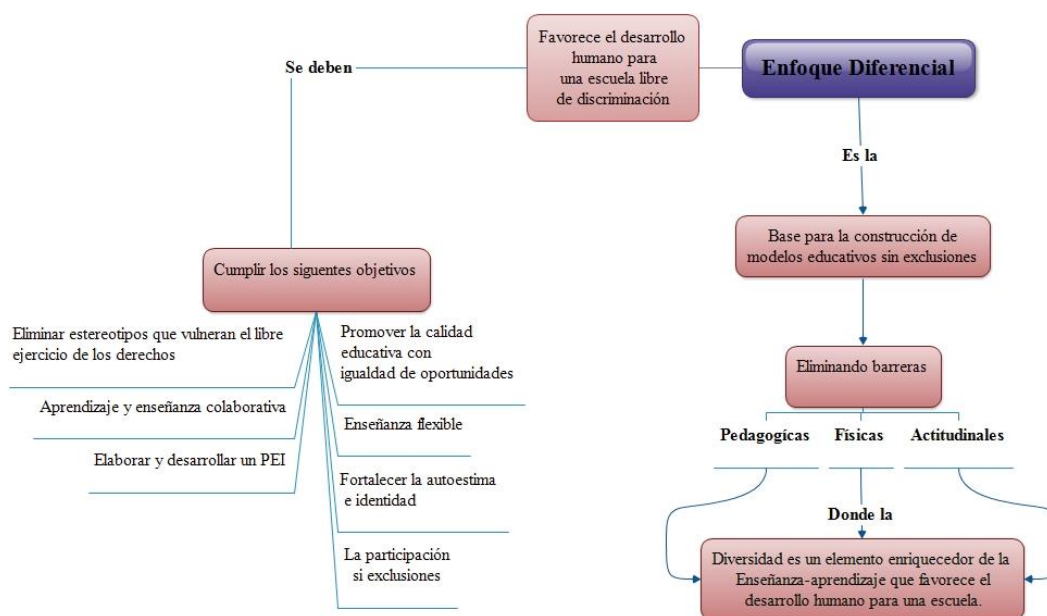 Enfoque Diferencial
Favorece el desarrollo
humano para
una escuela libre
de discriminación
Se deben
Cumplir los siguentes objetivos
Eliminar estereotipos que vulneran el libre
ejercicio de los derechos
Aprendizaje y enseñanza colaborativa
Elaborar y desarrollar un PEI
Promover la calidad
educativa con
igualdad de oportunidades
Enseñanza flexible
Fortalecer la autoestima
e identidad
La participación
si exclusiones
Es la
Base para la construcción de
modelos educativos sin exclusiones
Eliminando barreras
Pedagogícas
Físicas
Actitudinales
Donde la
Diversidad es un elemento enriquecedor de la
Enseñanza-aprendizaje que favorece el
desarrollo humano para una escuela.